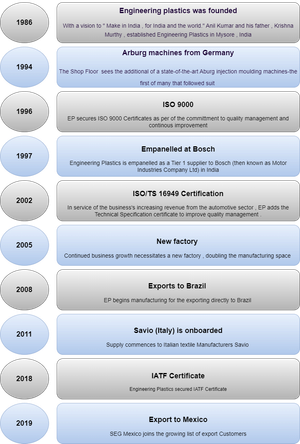 1986
Engineering plastics was founded
With a vision to " Make in India , for India and the world " Anil Kumar and his father , Krishna
Murthy , established Engineering Plastics in Mysore , India
1994
Arburg machines from Germany
The Shop Floor sees the additional of a state-of-the-art Aburg injection moulding machines-the
first of many that followed suit
1996
ISO 9000
EP secures ISO 9000 Certificates as per of the commitment to quality management and
continous improvement
1997
Empanelled at Bosch
Engineering Plastics is empanelled as a Tier 1 supplier to Bosch (then known as Motor
Industries Company Ltd) in India
2002
ISO/TS 16949 Certification
In service of the business's increasing revenue from the automotive sector , EP adds the
Technical Specification certificate to improve quality management
2005
New factory
Continued business growth necessitates a new factory , doubling the manufacturing space
2008
Exports to Brazil
EP begins manufacturing for the exporting directly to Brazil
2011
Savio (Italy) is onboarded
Supply commences to Italian textile Manufacturers Savio
2018
IATF Certificate
Engineering Plastics secured IATF Certificate
2019
Export to Mexico
SEG Mexico joins the growing list of export Customers